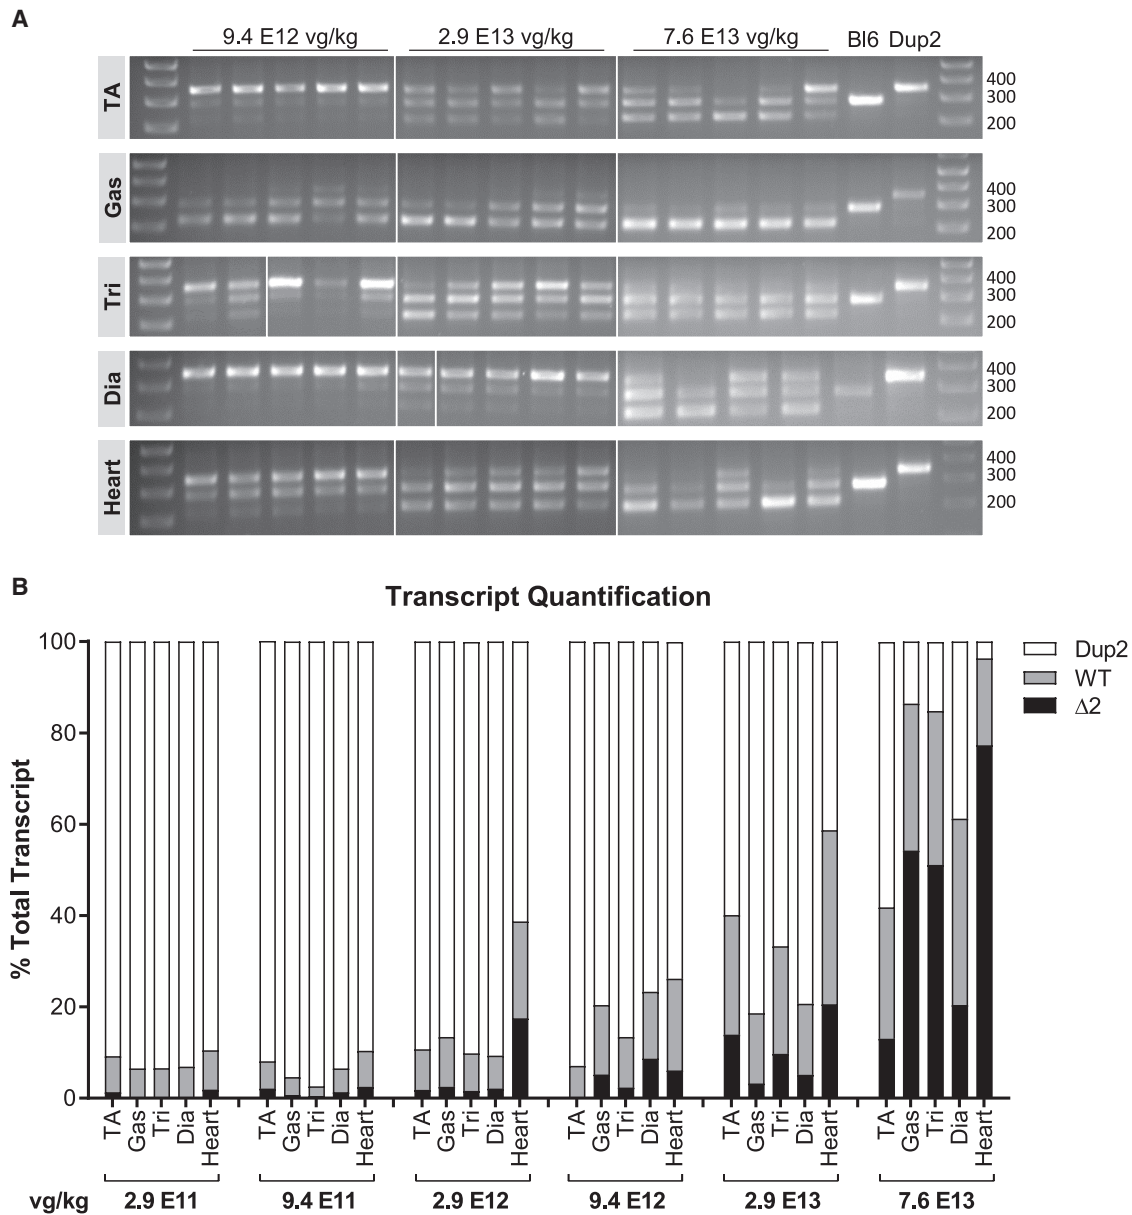 A
9.4 E12 vg/kg 2.9 E13 vg/kg 7.6 E13 vg/kg Bl6 Dup2
TA
400
300
200
Gas
400
300
200
Tri
400
300
200
Dia
400
300
200
Heart
400
300
200
B
Transcript Quantification
% Total Transcript
100
80
60
40
20
0
Dup2
WT
Δ2
TA Gas Tri Dia Heart TA Gas Tri Dia Heart TA Gas Tri Dia Heart TA Gas Tri Dia Heart TA Gas Tri Dia Heart TA Gas Tri Dia Heart
vg/kg 2.9 E11 9.4 E11 2.9 E12 9.4 E12 2.9 E13 7.6 E13